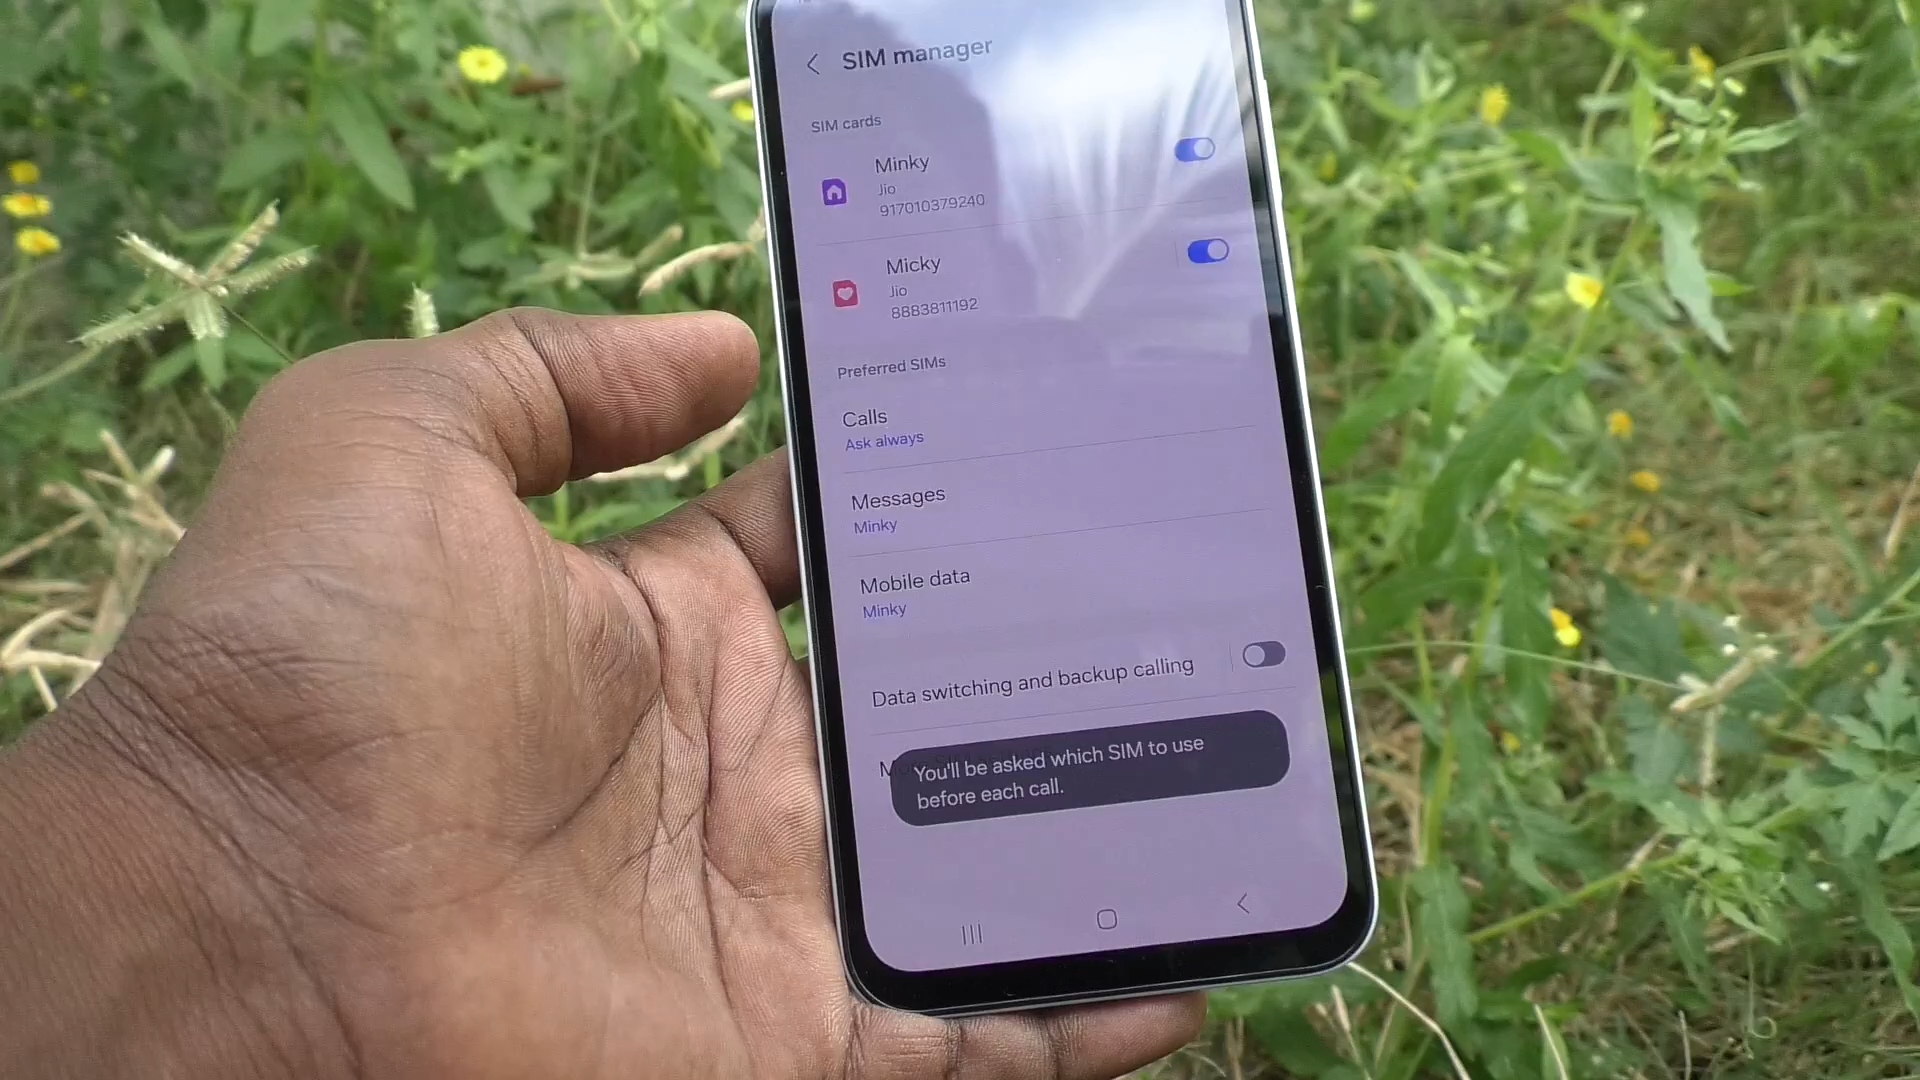 SIM manager
SIM cards
Minky
Jio
917010379240
Micky
Jio
8883811192
Preferred SIMs
Calls
Ask always
Messages
Minky
Mobile data
Minky
Data switching and backup calling
You'll be asked which SIM to use
before each call.